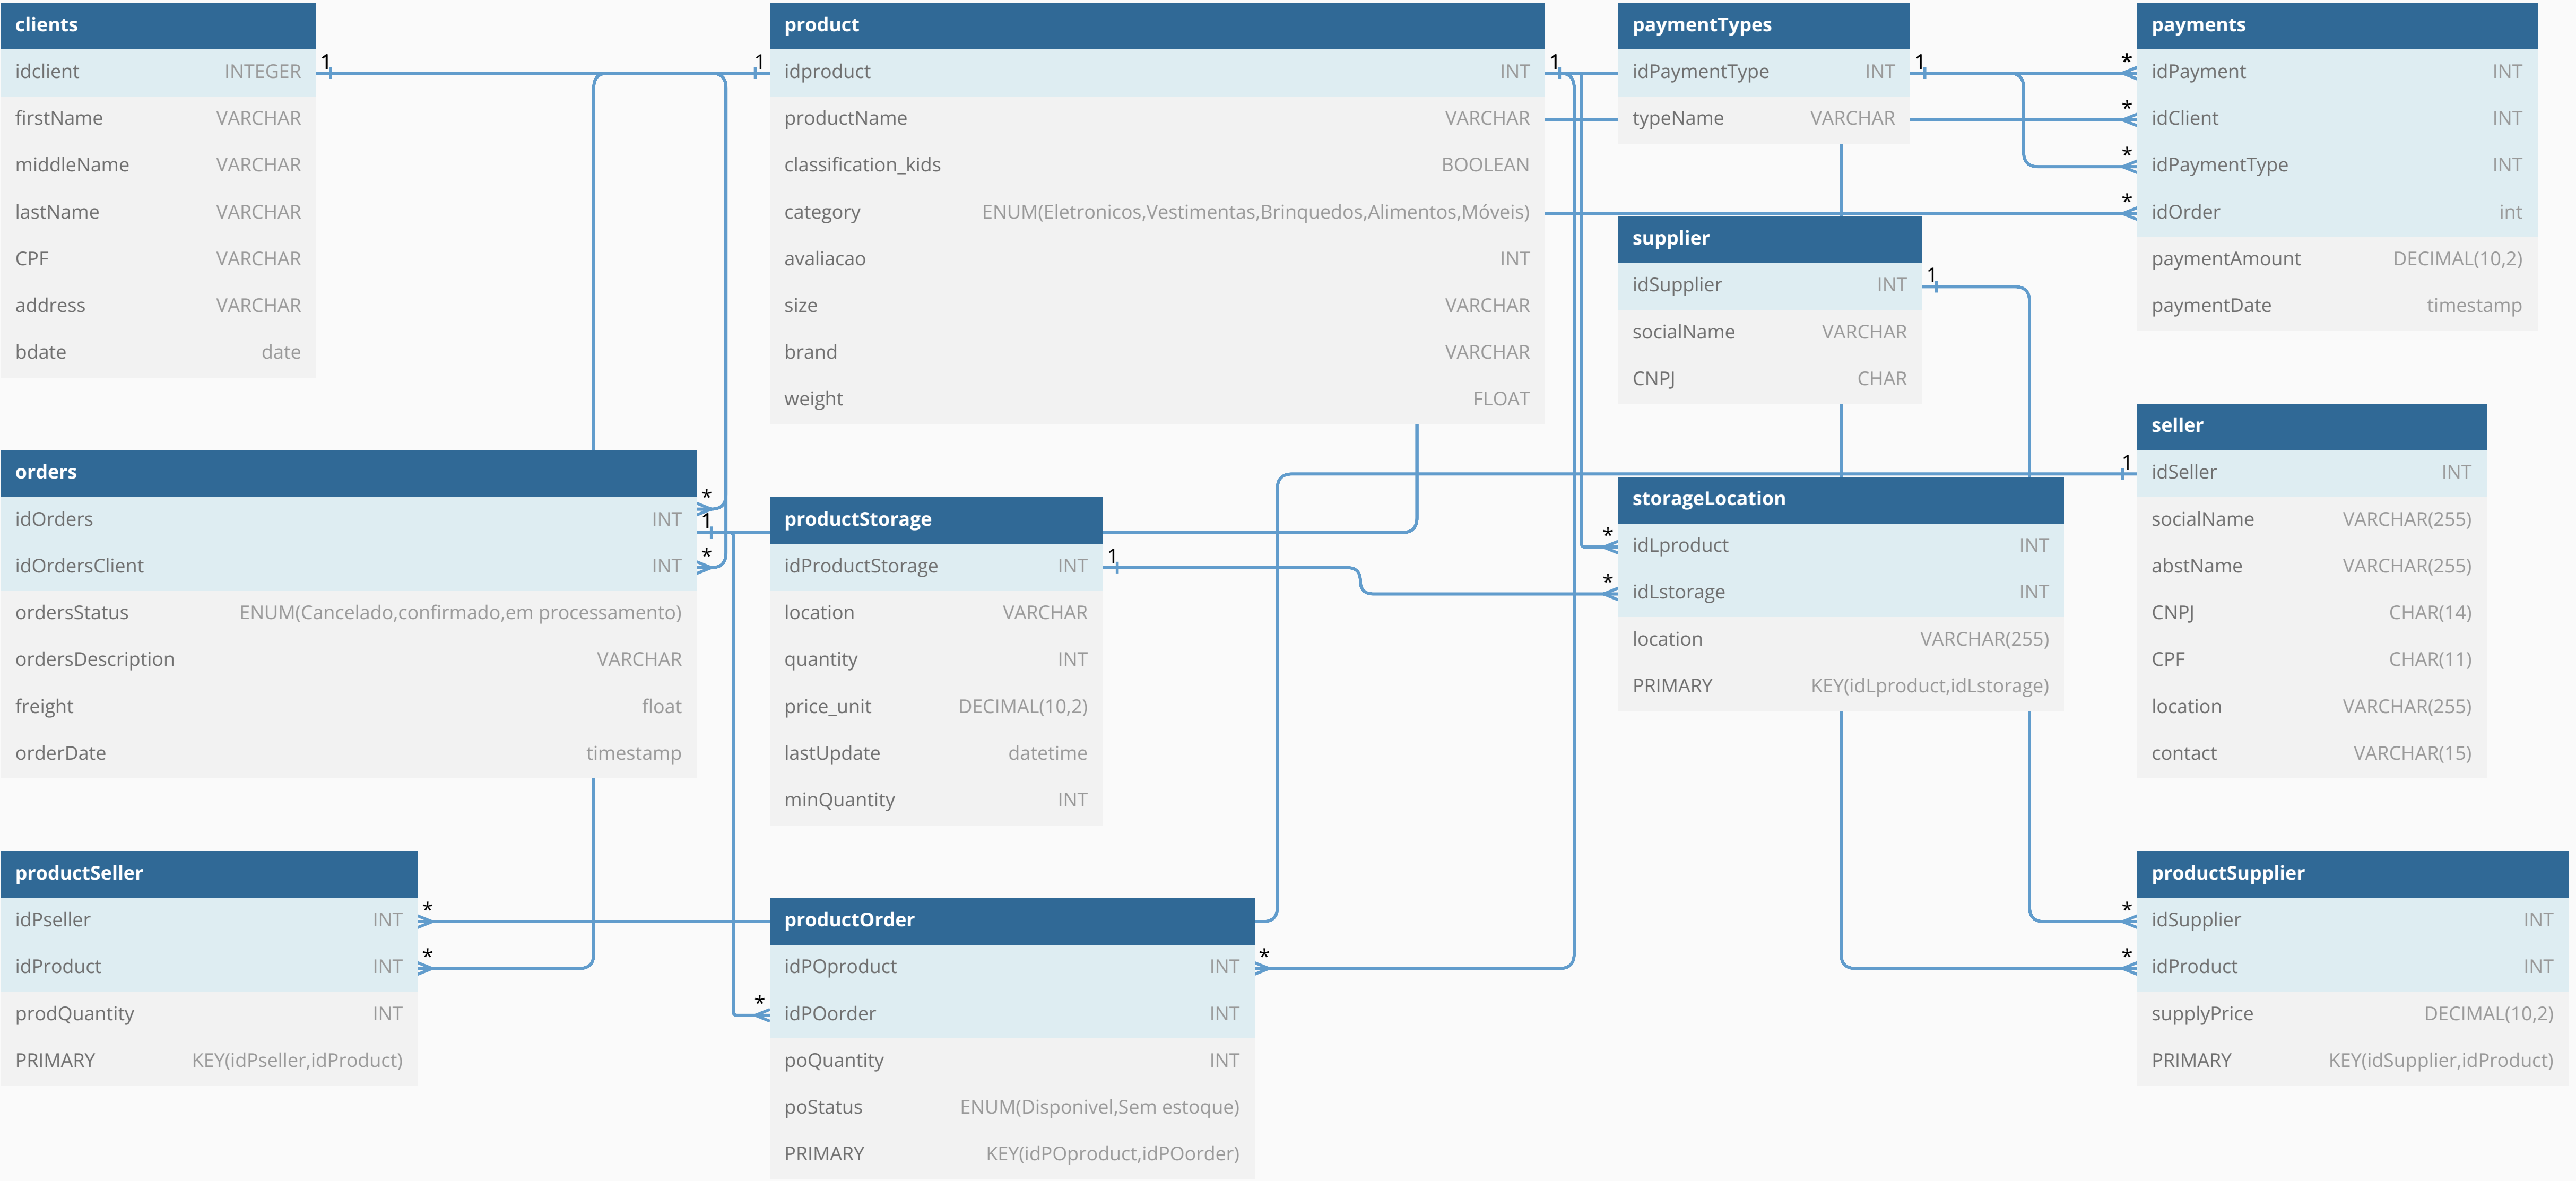 clients
idclient INTEGER
firstName VARCHAR
middleName VARCHAR
lastName VARCHAR
CPF VARCHAR
address VARCHAR
bdate date
1
product
1
idproduct INT
1
productName VARCHAR
classification_kids BOOLEAN
category ENUM(Eletronicos,Vestimentas,Brinquedos,Alimentos,Móveis)
avaliacao INT
size VARCHAR
brand VARCHAR
weight FLOAT
paymentTypes
idPaymentType INT
1
typeName VARCHAR
payments
*
idPayment INT
*
idClient INT
*
idPaymentType INT
*
idOrder int
paymentAmount DECIMAL(10,2)
paymentDate timestamp
supplier
idSupplier INT
1
socialName VARCHAR
CNPJ CHAR
seller
1
idSeller INT
socialName VARCHAR(255)
abstName VARCHAR(255)
CNPJ CHAR(14)
CPF CHAR(11)
location VARCHAR(255)
contact VARCHAR(15)
orders
*
idOrders INT
1
*
idOrdersClient INT
ordersStatus ENUM(Cancelado,confirmado,em processamento)
ordersDescription VARCHAR
freight float
orderDate timestamp
productStorage
idProductStorage INT
1
location VARCHAR
quantity INT
price_unit DECIMAL(10,2)
lastUpdate datetime
minQuantity INT
storageLocation
*
idLproduct INT
*
idLstorage INT
location VARCHAR(255)
PRIMARY KEY(idLproduct,idLstorage)
productSeller
idPseller INT
*
idProduct INT
*
prodQuantity INT
PRIMARY KEY(idPseller,idProduct)
productOrder
idPOproduct INT
*
*
idPOorder INT
poQuantity INT
poStatus ENUM(Disponivel,Sem estoque)
PRIMARY KEY(idPOproduct,idPOorder)
productSupplier
*
idSupplier INT
*
idProduct INT
supplyPrice DECIMAL(10,2)
PRIMARY KEY(idSupplier,idProduct)